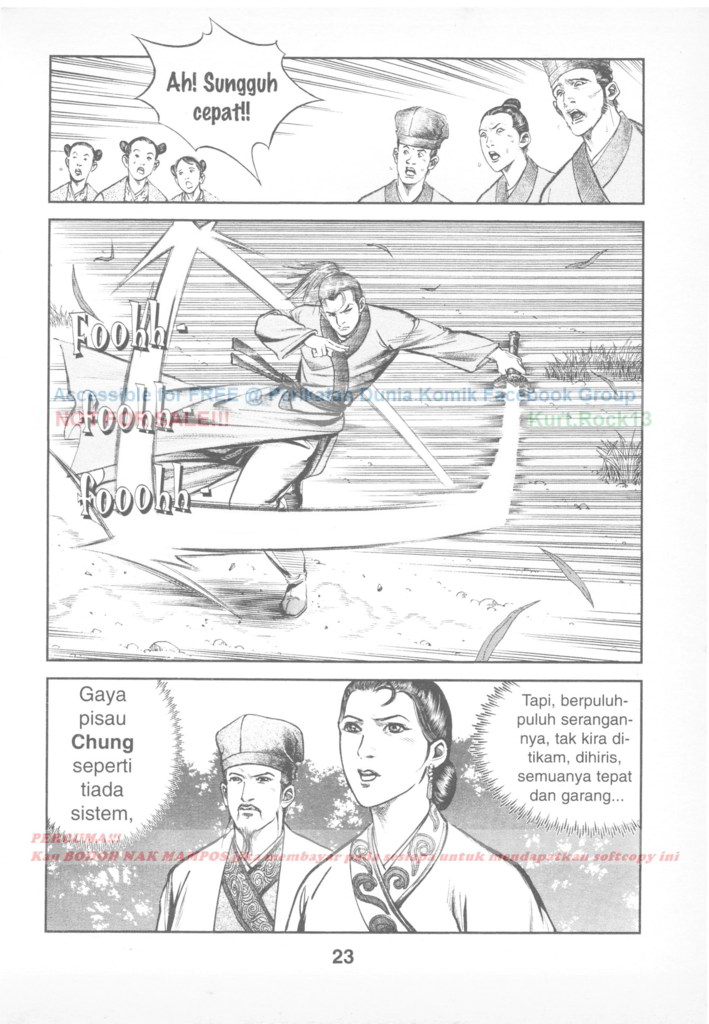 Ah! Sungguh
cepat!!
Foohh
foohh
fooohh
Accessible for FREE @ Perikatan Dunia Komik Facebook Group
NOT FOR SALE!!!
Kurt.Rock13
Gaya
pisau
Chung
seperti
tiada
sistem,
Tapi, berpuluh-
puluh serangan-
nya, tak kira di-
tikam, dihiris,
semuanya tepat
dan garang...
PERCUMA!!!
Kau BODOH NAK MAMPOS jika membayar pada sesiapa untuk mendapatkan softcopy ini
23